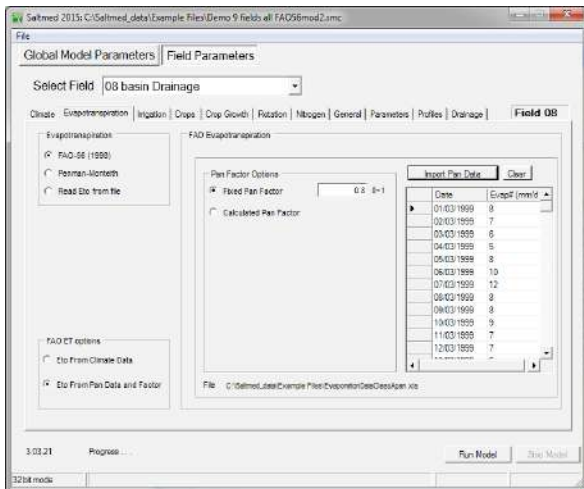 Saltmed 2015: C:\Saltmed_data\Example Files\Demo 9 fields all FAO56mod2.smc
File
Global Model Parameters Field Parameters
Select Field 08 basin Drainage
Climate Evapotranspiration Irrigation Crops Crop Growth Rotation Nitrogen General Parameters Profiles Drainage Field 08
Evapotranspiration
FAO-56 (1998)
Penman-Monteith
Read Eto from file
FAO ET options
Eto From Climate Data
Eto From Pan Data and Factor
FAO Evapotranspiration
Pan Factor Options
Fixed Pan Factor 0.8 0-1
Calculated Pan Factor
Import Pan Data Clear
Date Evap# (mm/d
01/03/1999 8
02/03/1999 7
03/03/1999 6
04/03/1999 5
05/03/1999 8
06/03/1999 10
07/03/1999 12
08/03/1999 8
09/03/1999 8
10/03/1999 9
11/03/1999 7
12/03/1999 7
File C:\Saltmed_data\Example Files\
3.03.21 Progress . . .
Run Model Stop Model
32bit mode